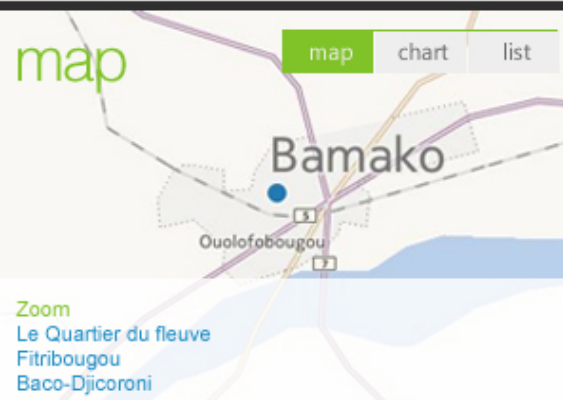 map
map chart list
Bamako
5
Ouolofobougou
7
Zoom
Le Quartier du fleuve
Fitribougou
Baco-Djicoroni